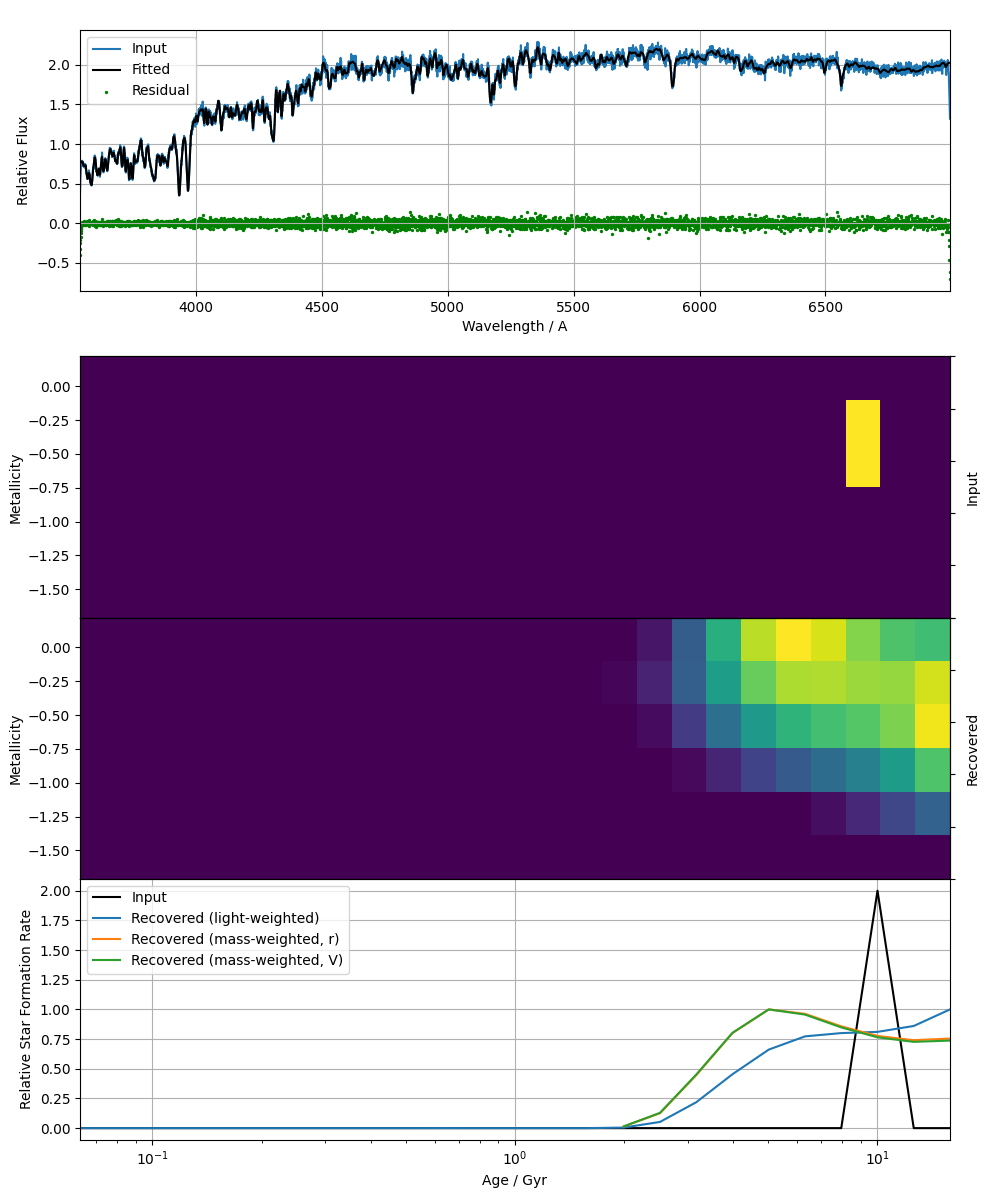 Input
Fitted
Residual
2.0
1.5
1.0
0.5
0.0
−0.5
Relative Flux
4000 4500 5000 5500 6000 6500
Wavelength / A
0.00
−0.25
−0.50
−0.75
−1.00
−1.25
−1.50
Metallicity
Input
0.00
−0.25
−0.50
−0.75
−1.00
−1.25
−1.50
Metallicity
Recovered
Input
Recovered (light-weighted)
Recovered (mass-weighted, r)
Recovered (mass-weighted, V)
2.00
1.75
1.50
1.25
1.00
0.75
0.50
0.25
0.00
Relative Star Formation Rate
10⁻¹ 10⁰ 10¹
Age / Gyr